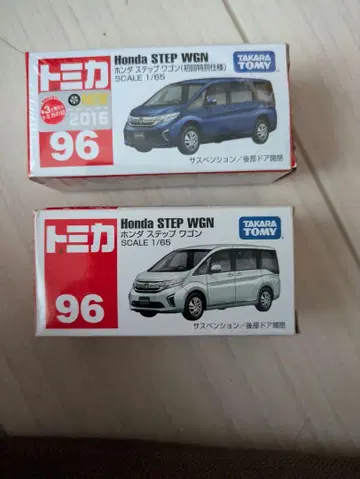 トミカ
2016
96
Honda STEP WGN
ホンダ ステップ ワゴン(初回特別仕様)
SCALE 1/65
TAKARA
TOMY
サスペンション/後部ドア開閉
トミカ
96
Honda STEP WGN
ホンダ ステップ ワゴン
SCALE 1/65
TAKARA
TOMY
サスペンション/後部ドア開閉